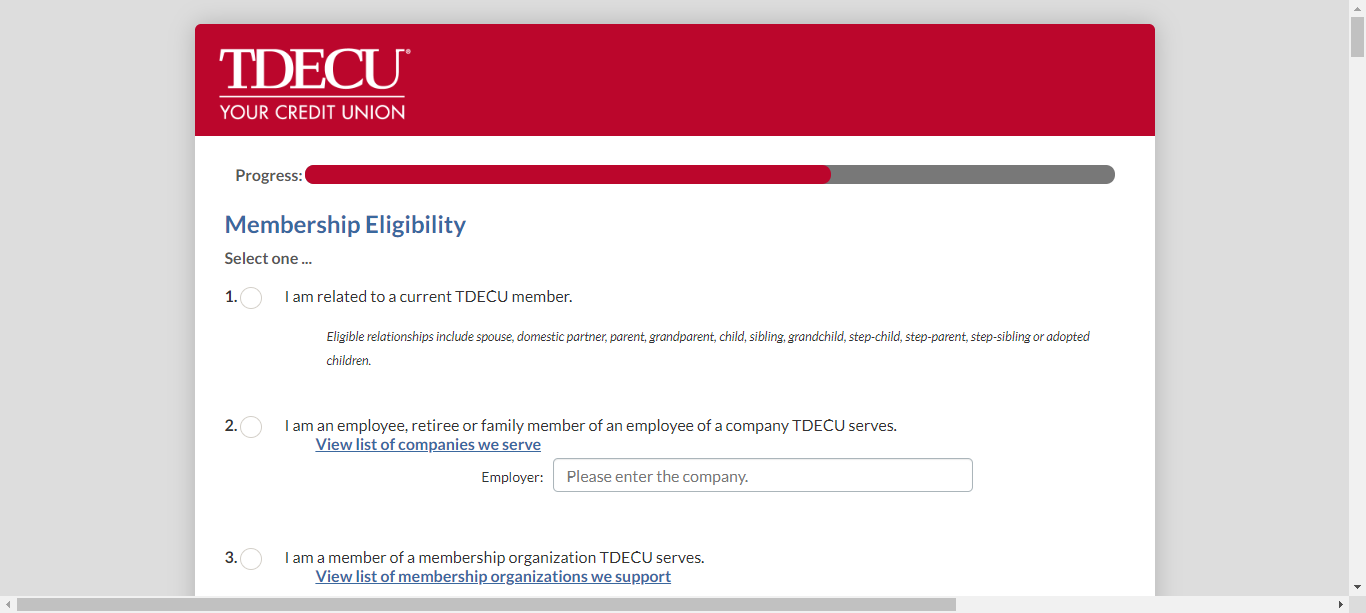 TDECU®
YOUR CREDIT UNION
Progress:
Membership Eligibility
Select one ...
1. I am related to a current TDECU member.
Eligible relationships include spouse, domestic partner, parent, grandparent, child, sibling, grandchild, step-child, step-parent, step-sibling or adopted
children.
2. I am an employee, retiree or family member of an employee of a company TDECU serves.
View list of companies we serve
Employer: Please enter the company.
3. I am a member of a membership organization TDECU serves.
View list of membership organizations we support